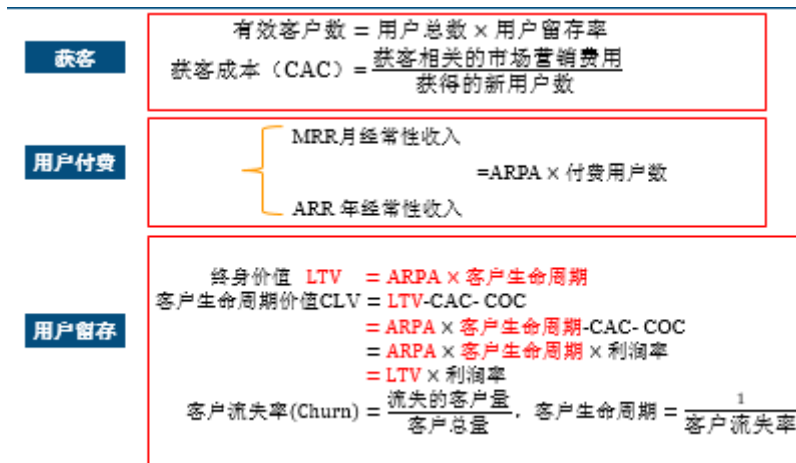 获客
有效客户数 = 用户总数 × 用户留存率
获客成本（CAC）= 获客相关的市场营销费用
获得的新用户数
用户付费
MRR月经常性收入
=ARPA × 付费用户数
ARR 年经常性收入
用户留存
终身价值 LTV = ARPA × 客户生命周期
客户生命周期价值CLV = LTV-CAC- COC
= ARPA × 客户生命周期-CAC- COC
= ARPA × 客户生命周期 × 利润率
= LTV × 利润率
客户流失率(Churn) = 流失的客户量 / 客户总量, 客户生命周期 = 1 / 客户流失率